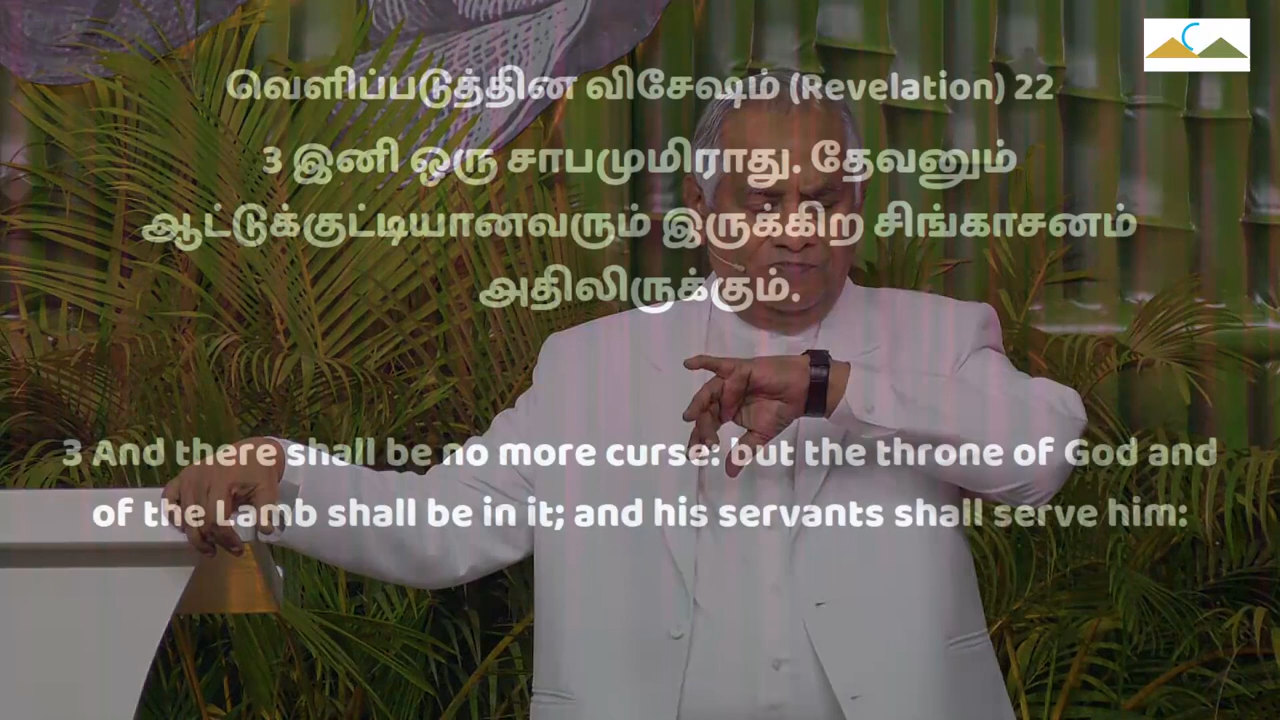 வெளிப்படுத்தின விசேஷம் (Revelation) 22
3 இனி ஒரு சாபமுமிராது. தேவனும்
ஆட்டுக்குட்டியானவரும் இருக்கிற சிங்காசனம்
அதிலிருக்கும்.
3 And there shall be no more curse: but the throne of God and
of the Lamb shall be in it; and his servants shall serve him: